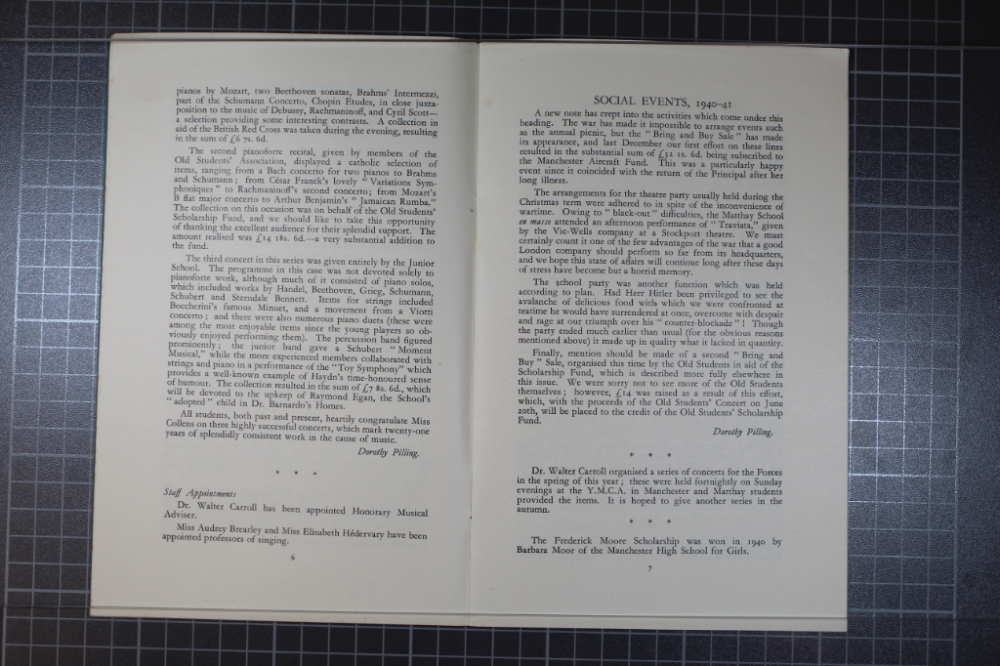 pianos by Mozart, two Beethoven sonatas, Brahms' Intermezzi,
part of the Schumann Concerto, Chopin Etudes, in close juxta-
position to the music of Debussy, Rachmaninoff, and Cyril Scott—
a selection providing some interesting contrasts. A collection in
aid of the British Red Cross was taken during the evening, resulting
in the sum of £6 7s. 6d.
The second pianoforte recital, given by members of the
Old Students' Association, displayed a catholic selection of
items, ranging from a Bach concerto for two pianos to Brahms
and Schumann; from César Franck's lovely "Variations Sym-
phoniques" to Rachmaninoff's second concerto; from Mozart's
B flat major concerto to Arthur Benjamin's "Jamaican Rumba."
The collection on this occasion was on behalf of the Old Students'
Scholarship Fund, and we should like to take this opportunity
of thanking the excellent audience for their splendid support. The
amount realised was £14 18s. 6d.—a very substantial addition to
the fund.
The third concert in this series was given entirely by the Junior
School. The programme in this case was not devoted solely to
pianoforte work, although much of it consisted of piano solos,
which included works by Handel, Beethoven, Grieg, Schumann,
Schubert and Sterndale Bennett. Items for strings included
Boccherini's famous Minuet, and a movement from a Viotti
concerto; and there were also numerous piano duets (these were
among the most enjoyable items since the young players so ob-
viously enjoyed performing them). The percussion band figured
prominently; the junior band gave a Schubert "Moment
Musical," while the more experienced members collaborated with
strings and piano in a performance of the "Toy Symphony" which
provides a well-known example of Haydn's time-honoured sense
of humour. The collection resulted in the sum of £7 8s. 6d., which
will be devoted to the upkeep of Raymond Egan, the School's
"adopted" child in Dr. Barnardo's Homes.
All students, both past and present, heartily congratulate Miss
Collens on three highly successful concerts, which mark twenty-one
years of splendidly consistent work in the cause of music.
Dorothy Pilling.
* * *
Staff Appointments
Dr. Walter Carroll has been appointed Honorary Musical
Adviser.
Miss Audrey Brearley and Miss Elisabeth Hédervary have been
appointed professors of singing.
6
SOCIAL EVENTS, 1940-41
A new note has crept into the activities which come under this
heading. The war has made it impossible to arrange events such
as the annual picnic, but the "Bring and Buy Sale" has made
its appearance, and last December our first effort on these lines
resulted in the substantial sum of £32 1s. 6d. being subscribed to
the Manchester Aircraft Fund. This was a particularly happy
event since it coincided with the return of the Principal after her
long illness.
The arrangements for the theatre party usually held during the
Christmas term were adhered to in spite of the inconvenience of
wartime. Owing to "black-out" difficulties, the Matthay School
en masse attended an afternoon performance of "Traviata," given
by the Vic-Wells company at a Stockport theatre. We must
certainly count it one of the few advantages of the war that a good
London company should perform so far from its headquarters,
and we hope this state of affairs will continue long after these days
of stress have become but a horrid memory.
The school party was another function which was held
according to plan. Had Herr Hitler been privileged to see the
avalanche of delicious food with which we were confronted at
teatime he would have surrendered at once, overcome with despair
and rage at our triumph over his "counter-blockade"! Though
the party ended much earlier than usual (for the obvious reasons
mentioned above) it made up in quality what it lacked in quantity.
Finally, mention should be made of a second "Bring and
Buy" Sale, organised this time by the Old Students in aid of the
Scholarship Fund, which is described more fully elsewhere in
this issue. We were sorry not to see more of the Old Students
themselves; however, £14 was raised as a result of this effort,
which, with the proceeds of the Old Students' Concert on June
20th, will be placed to the credit of the Old Students' Scholarship
Fund.
Dorothy Pilling.
* * *
Dr. Walter Carroll organised a series of concerts for the Forces
in the spring of this year; these were held fortnightly on Sunday
evenings at the Y.M.C.A. in Manchester and Matthay students
provided the items. It is hoped to give another series in the
autumn.
* * *
The Frederick Moore Scholarship was won in 1940 by
Barbara Moor of the Manchester High School for Girls.
7